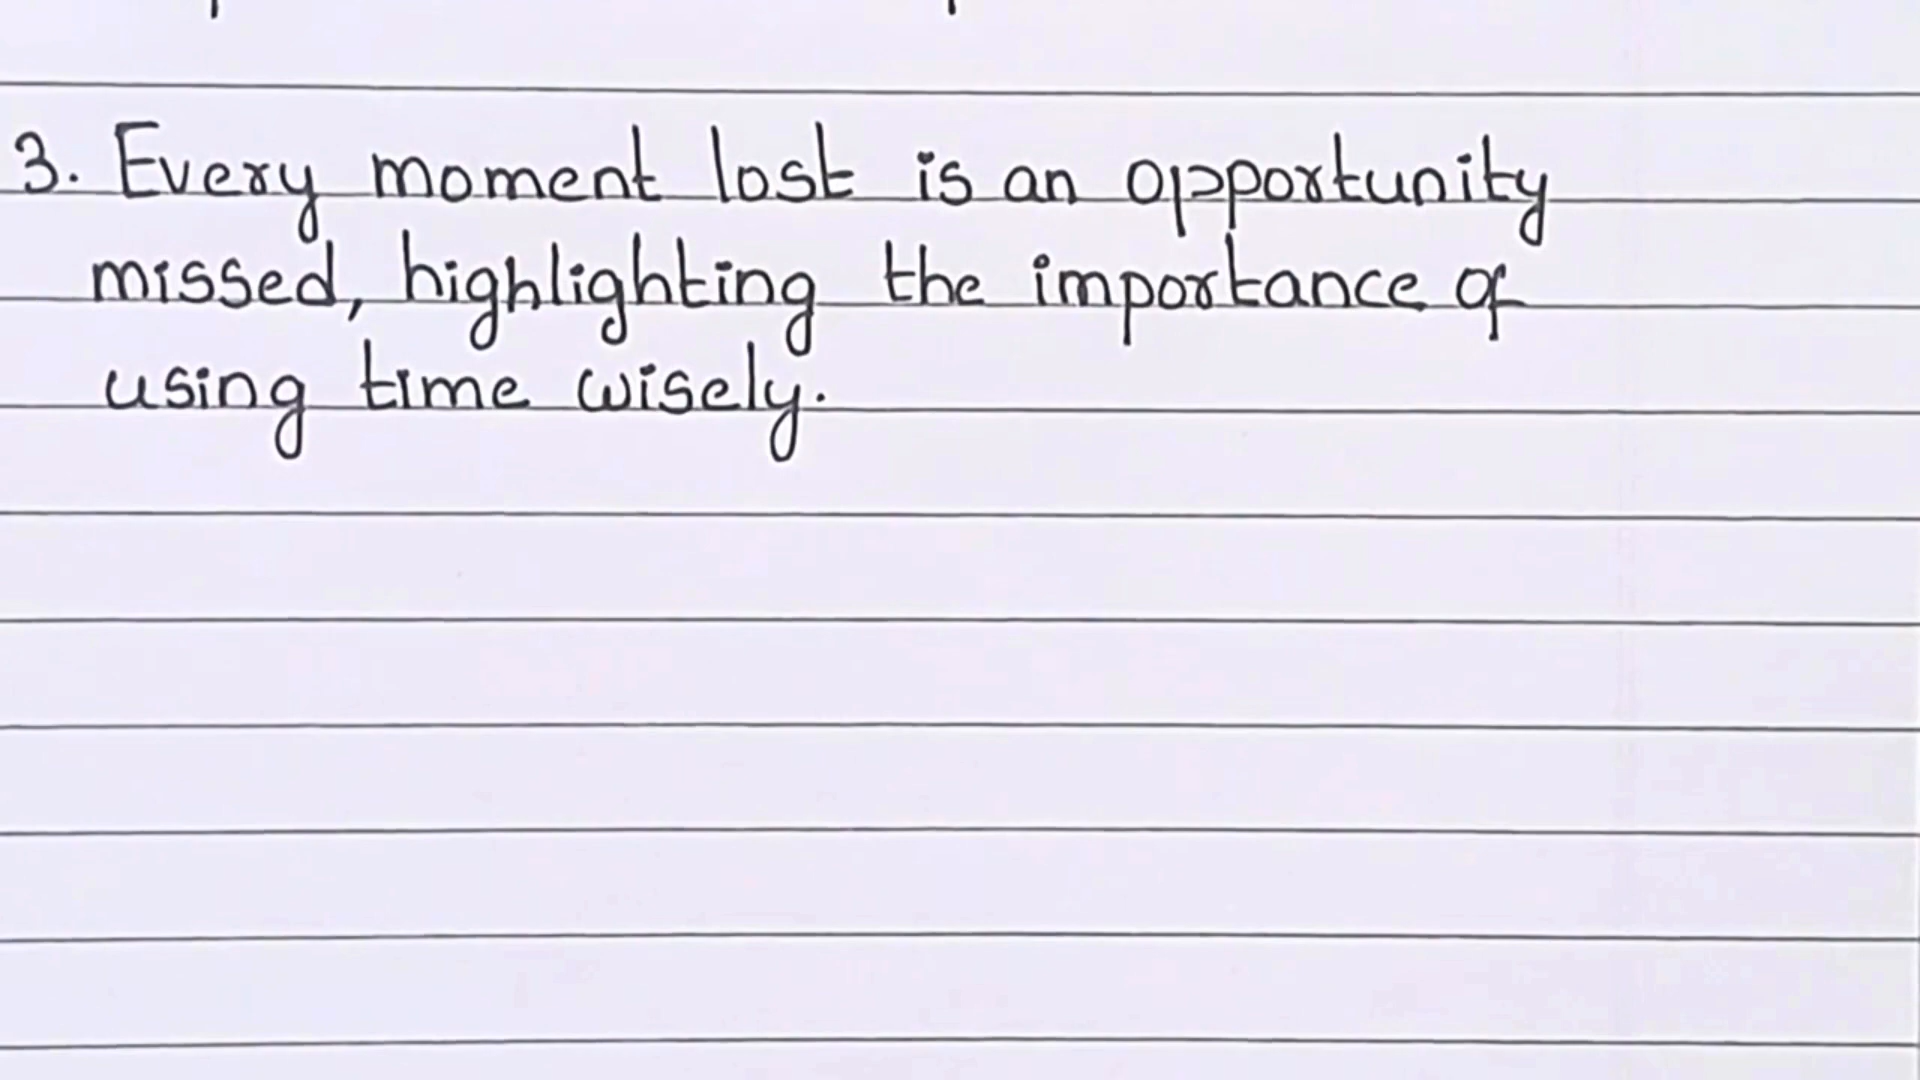 3. Every moment lost is an opportunity
missed, highlighting the importance of
using time wisely.